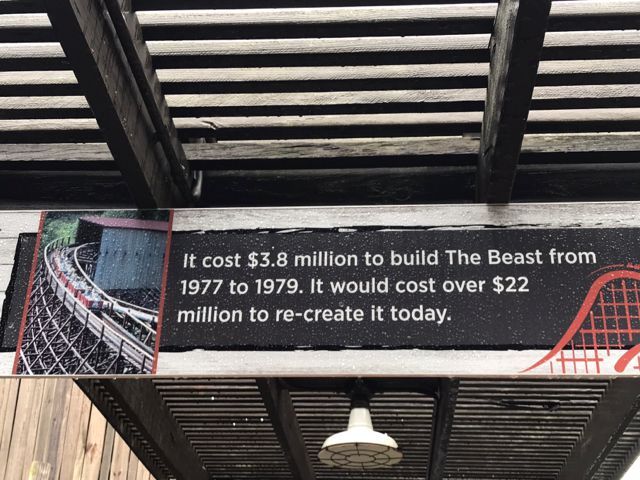 It cost $3.8 million to build The Beast from
1977 to 1979. It would cost over $22
million to re-create it today.